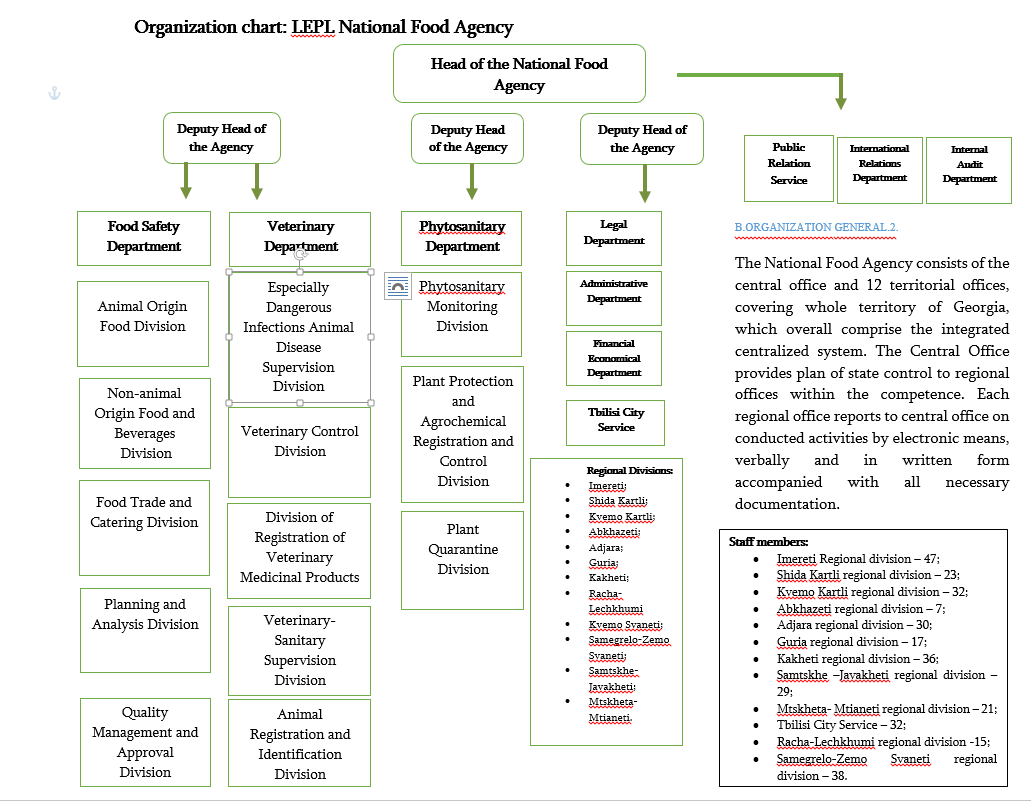 Organization chart: LEPL National Food Agency
Head of the National Food
Agency
Deputy Head of
the Agency
Deputy Head
of the Agency
Deputy Head of
the Agency
Public
Relation
Service
International
Relations
Department
Internal
Audit
Department
Food Safety
Department
Animal Origin
Food Division
Non-animal
Origin Food and
Beverages
Division
Food Trade and
Catering Division
Planning and
Analysis Division
Quality
Management and
Approval
Division
Veterinary
Department
Especially
Dangerous
Infections Animal
Disease
Supervision
Division
Veterinary Control
Division
Division of
Registration of
Veterinary
Medicinal Products
Veterinary-
Sanitary
Supervision
Division
Animal
Registration and
Identification
Division
Phytosanitary
Department
Phytosanitary
Monitoring
Division
Plant Protection
and
Agrochemical
Registration and
Control
Division
Plant
Quarantine
Division
Legal
Department
Administrative
Department
Financial
Economical
Department
Tbilisi City
Service
Regional Divisions:
• Imereti;
• Shida Kartli;
• Kvemo Kartli;
• Abkhazeti;
• Adjara;
• Guria;
• Kakheti;
• Racha-
Lechkhumi
• Kvemo Svaneti;
• Samegrelo-Zemo
Svaneti;
• Samtskhe-
Javakheti;
• Mtskheta-
Mtianeti.
B.ORGANIZATION GENERAL.2.
The National Food Agency consists of the
central office and 12 territorial offices,
covering whole territory of Georgia,
which overall comprise the integrated
centralized system. The Central Office
provides plan of state control to regional
offices within the competence. Each
regional office reports to central office on
conducted activities by electronic means,
verbally and in written form
accompanied with all necessary
documentation.
Staff members:
• Imereti Regional division – 47;
• Shida Kartli regional division – 23;
• Kvemo Kartli regional division – 32;
• Abkhazeti regional division – 7;
• Adjara regional division – 30;
• Guria regional division – 17;
• Kakheti regional division – 36;
• Samtskhe –Javakheti regional division –
29;
• Mtskheta- Mtianeti regional division – 21;
• Tbilisi City Service – 32;
• Racha-Lechkhumi regional division -15;
• Samegrelo-Zemo Svaneti regional
division – 38.